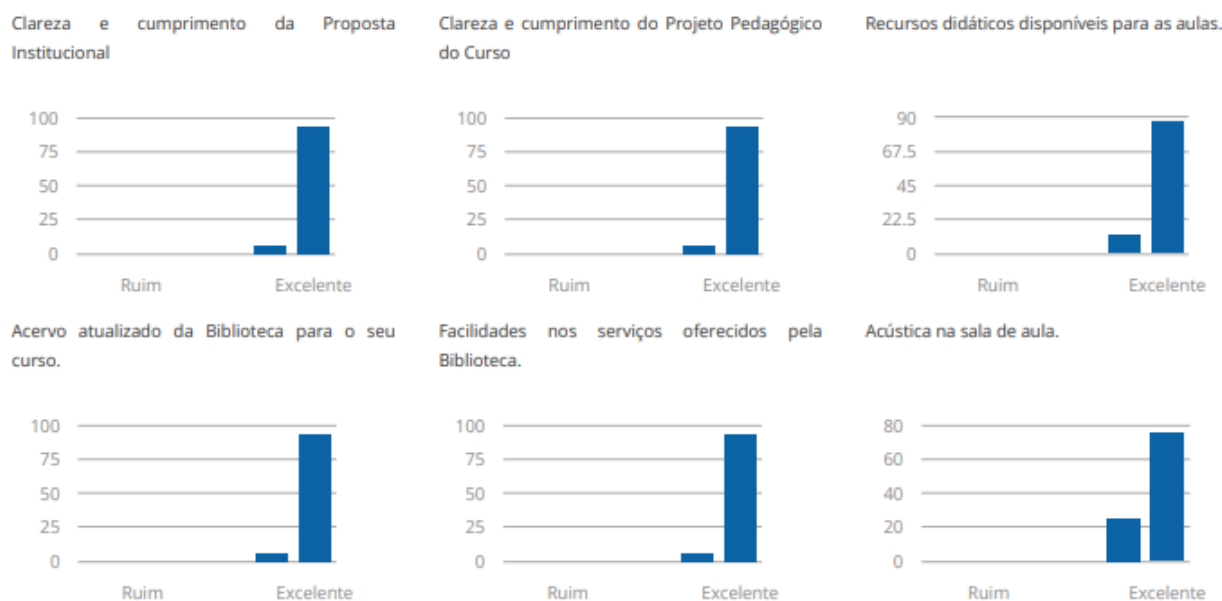 Clareza e cumprimento da Proposta
Institucional
100
75
50
25
0
Ruim Excelente
Clareza e cumprimento do Projeto Pedagógico
do Curso
100
75
50
25
0
Ruim Excelente
Recursos didáticos disponíveis para as aulas.
90
67.5
45
22.5
0
Ruim Excelente
Acervo atualizado da Biblioteca para o seu
curso.
100
75
50
25
0
Ruim Excelente
Facilidades nos serviços oferecidos pela
Biblioteca.
100
75
50
25
0
Ruim Excelente
Acústica na sala de aula.
80
60
40
20
0
Ruim Excelente